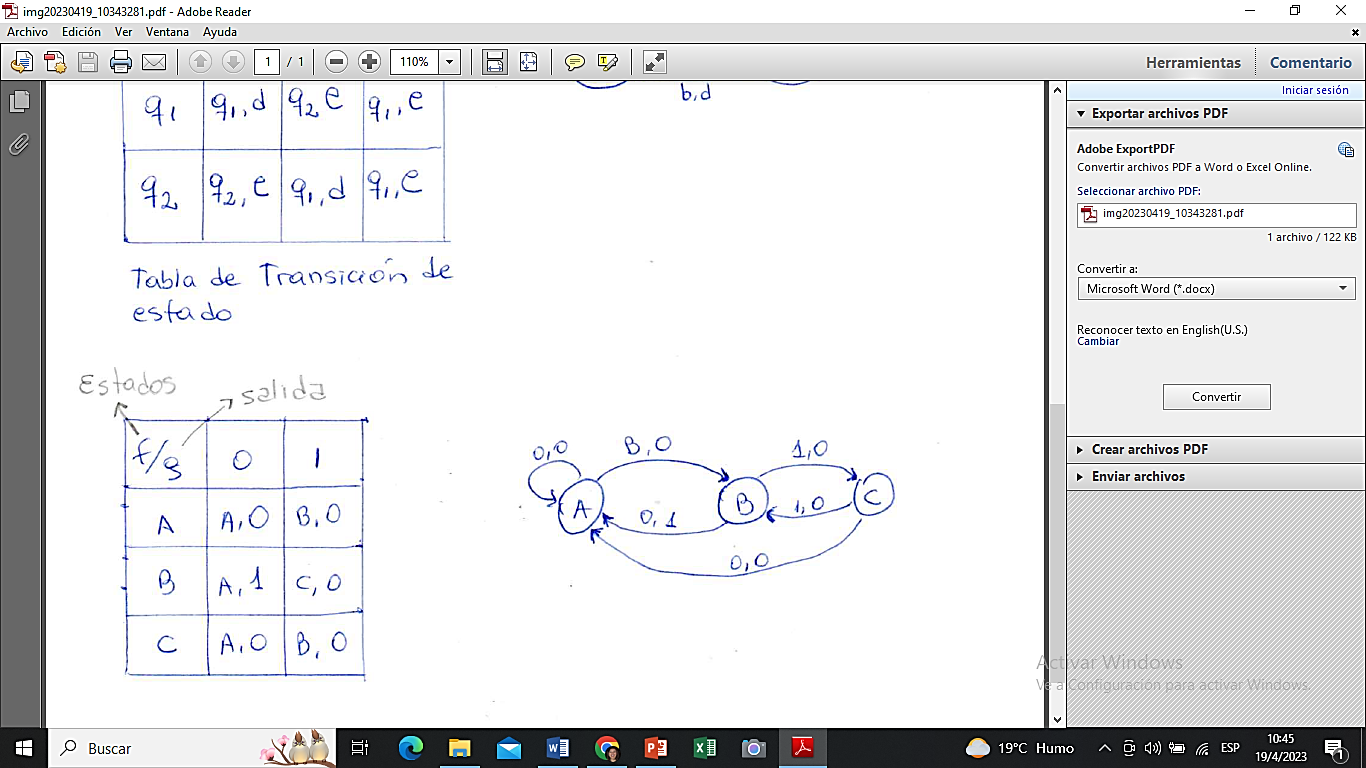 img20230419_10343281.pdf - Adobe Reader
Archivo Edición Ver Ventana Ayuda
1 / 1 110% Herramientas Comentario
q1 q1,d q2 e q1,e
b,d
q2 q2,e q1,d q1,e
Tabla de Transición de
estado
Estados salida
f/g 0 1
A A,0 B,0
B A,1 C,0
C A,0 B,0
0,0 B,0 1,0
A B C
0,1 1,0
0,0
Iniciar sesión
Exportar archivos PDF
Adobe ExportPDF
Convertir archivos PDF a Word o Excel Online.
Seleccionar archivo PDF:
img20230419_10343281.pdf
1 archivo / 122 KB
Convertir a:
Microsoft Word (*.docx)
Reconocer texto en English(U.S.)
Cambiar
Convertir
Crear archivos PDF
Enviar archivos
Activar Windows
Ve a Configuración para activar Windows.
Buscar
19°C Humo
ESP
10:45
19/4/2023
1